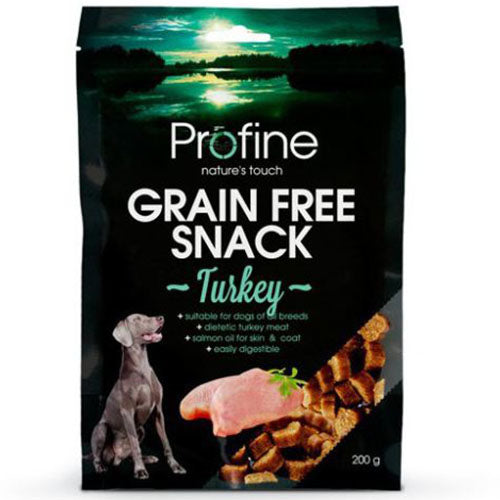 Profine
nature's touch
GRAIN FREE
SNACK
~ Turkey ~
+ suitable for dogs of all breeds
+ dietetic turkey meat
+ salmon oil for skin & coat
+ easily digestible
200 g